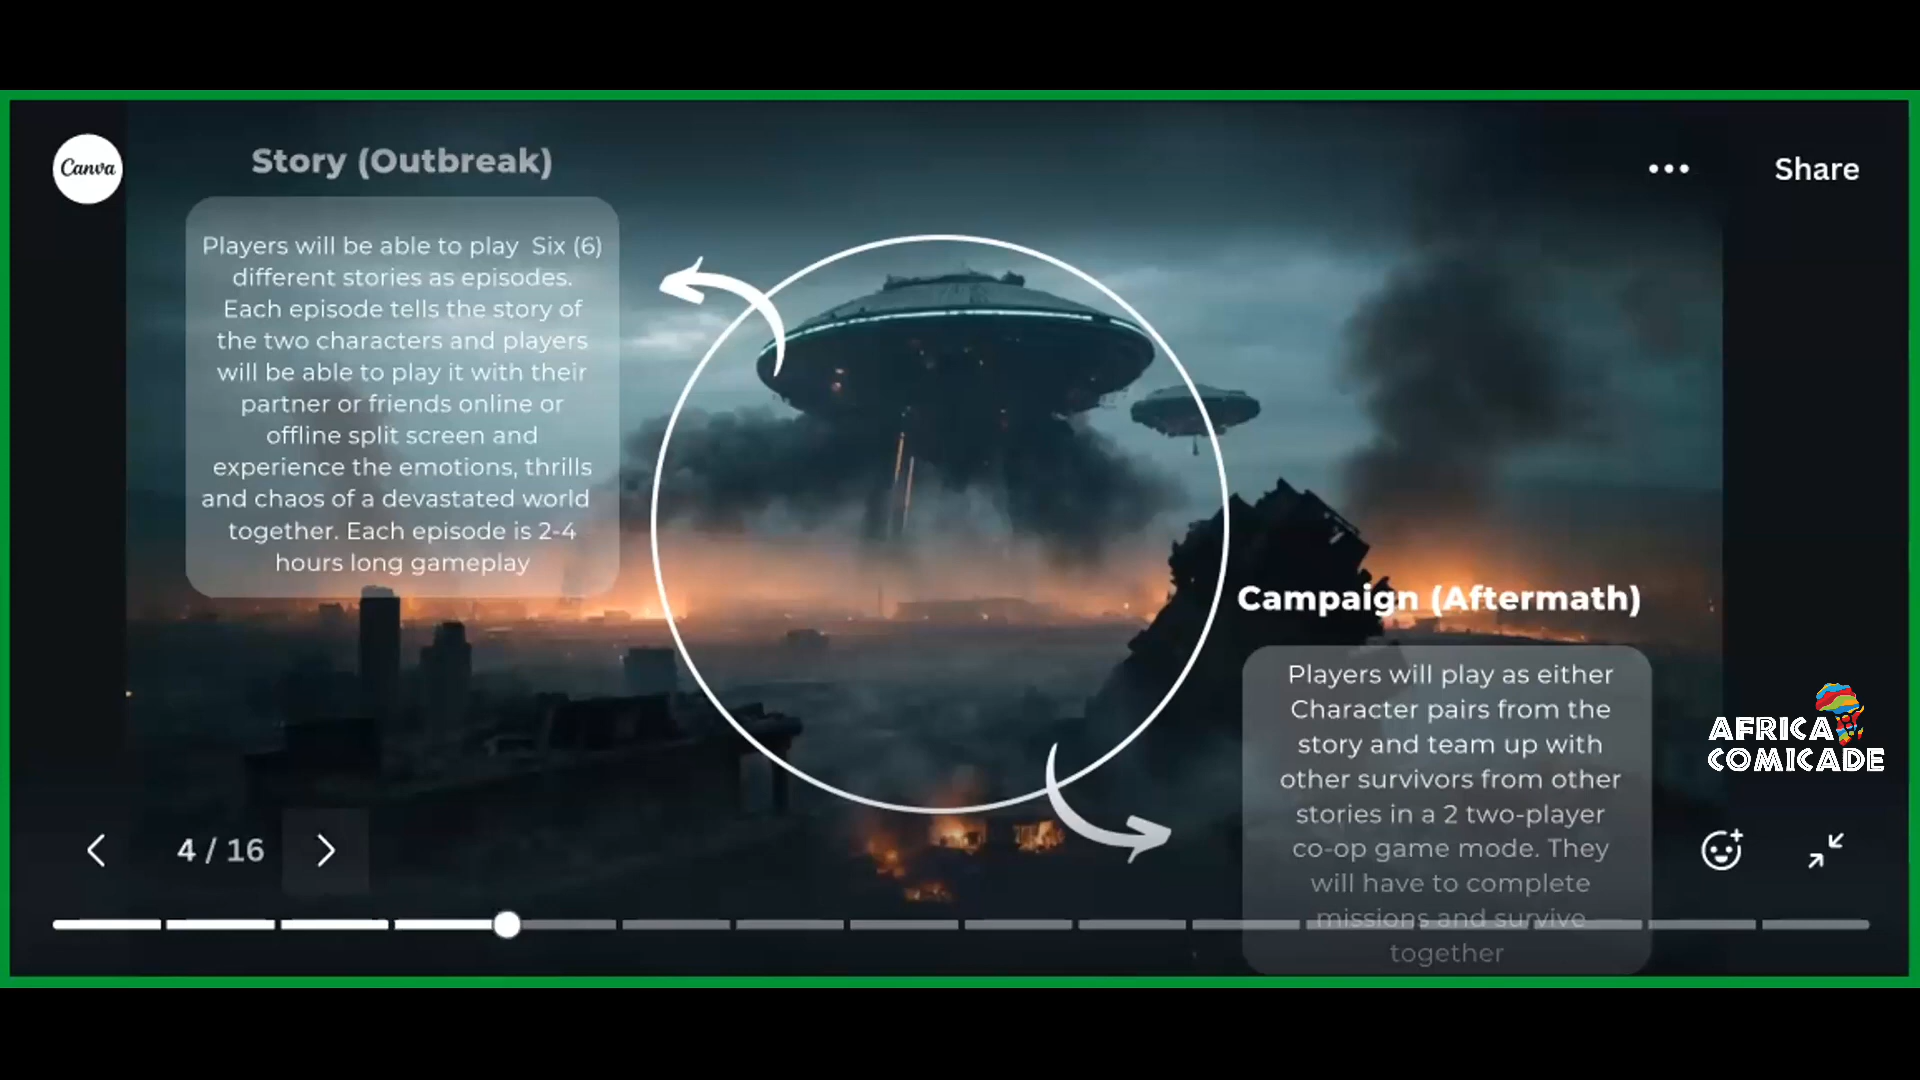 Canva
Story (Outbreak)
Share
Players will be able to play Six (6)
different stories as episodes.
Each episode tells the story of
the two characters and players
will be able to play it with their
partner or friends online or
offline split screen and
experience the emotions, thrills
and chaos of a devastated world
together. Each episode is 2-4
hours long gameplay
Campaign (Aftermath)
Players will play as either
Character pairs from the
story and team up with
other survivors from other
stories in a 2 two-player
co-op game mode. They
will have to complete
missions and survive
together
AFRICA
COMICADE
4 / 16